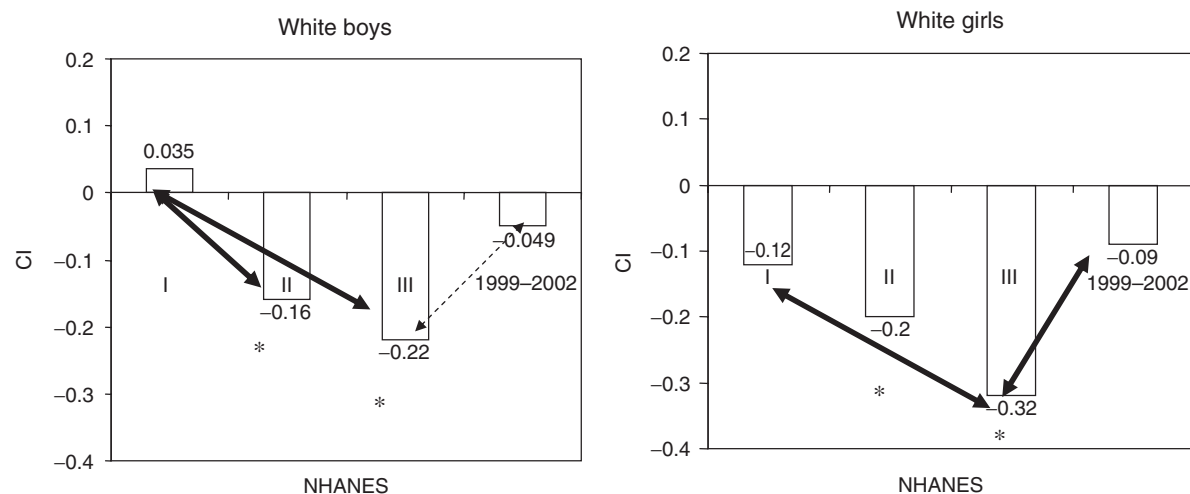 White boys
0.2
0.1
0
−0.1
−0.2
−0.3
−0.4
CI
0.035
−0.16
−0.22
−0.049
I
II
III
1999–2002
*
*
NHANES
White girls
0.2
0.1
0
−0.1
−0.2
−0.3
−0.4
CI
−0.12
−0.2
−0.32
−0.09
I
II
III
1999–2002
*
*
NHANES